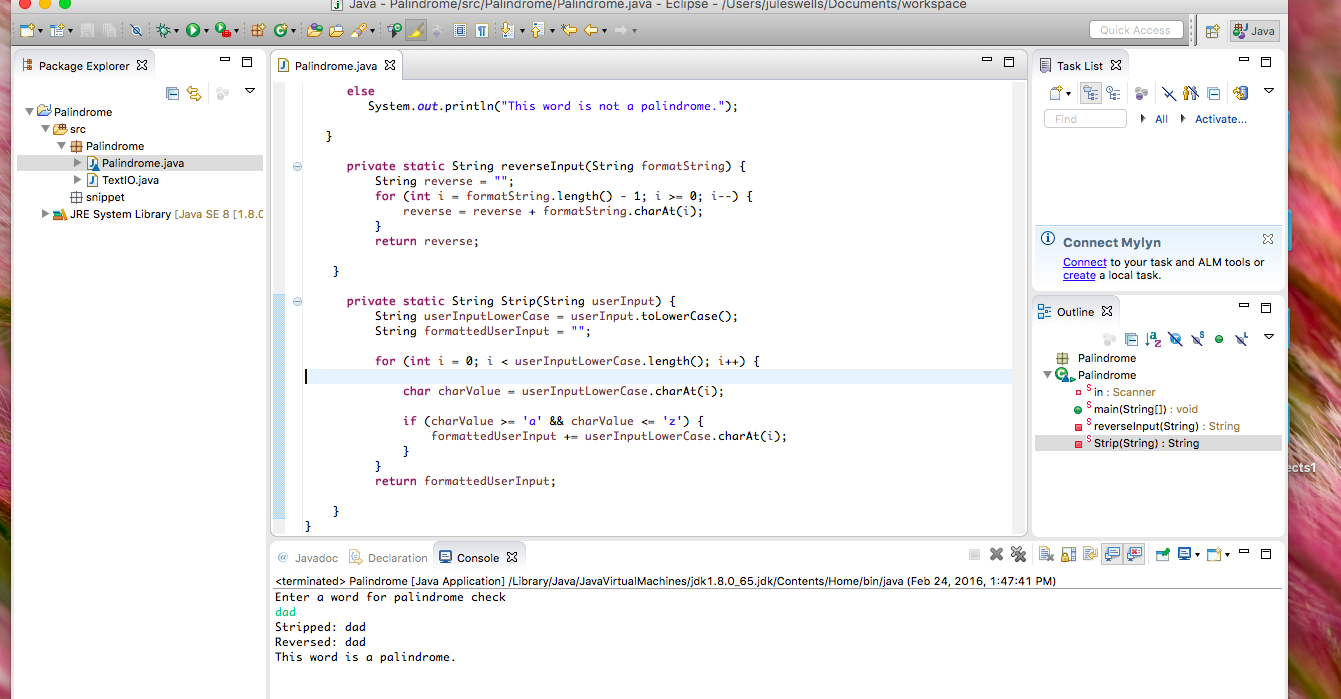 Java - Palindrome/src/Palindrome/Palindrome.java - Eclipse - /Users/juleswells/Documents/workspace
Quick Access
Java
Package Explorer
Palindrome
src
Palindrome
Palindrome.java
TextIO.java
snippet
JRE System Library [Java SE 8 [1.8.0
Palindrome.java
else
System.out.println("This word is not a palindrome.");
}
private static String reverseInput(String formatString) {
String reverse = "";
for (int i = formatString.length() - 1; i >= 0; i--) {
reverse = reverse + formatString.charAt(i);
}
return reverse;
}
private static String Strip(String userInput) {
String userInputLowerCase = userInput.toLowerCase();
String formattedUserInput = "";
for (int i = 0; i < userInputLowerCase.length(); i++) {
char charValue = userInputLowerCase.charAt(i);
if (charValue >= 'a' && charValue <= 'z') {
formattedUserInput += userInputLowerCase.charAt(i);
}
}
return formattedUserInput;
}
}
Task List
Find
All
Activate...
Connect Mylyn
Connect to your task and ALM tools or
create a local task.
Outline
Palindrome
Palindrome
in : Scanner
main(String[]) : void
reverseInput(String) : String
Strip(String) : String
ects1
@ Javadoc
Declaration
Console
<terminated> Palindrome [Java Application] /Library/Java/JavaVirtualMachines/jdk1.8.0_65.jdk/Contents/Home/bin/java (Feb 24, 2016, 1:47:41 PM)
Enter a word for palindrome check
dad
Stripped: dad
Reversed: dad
This word is a palindrome.